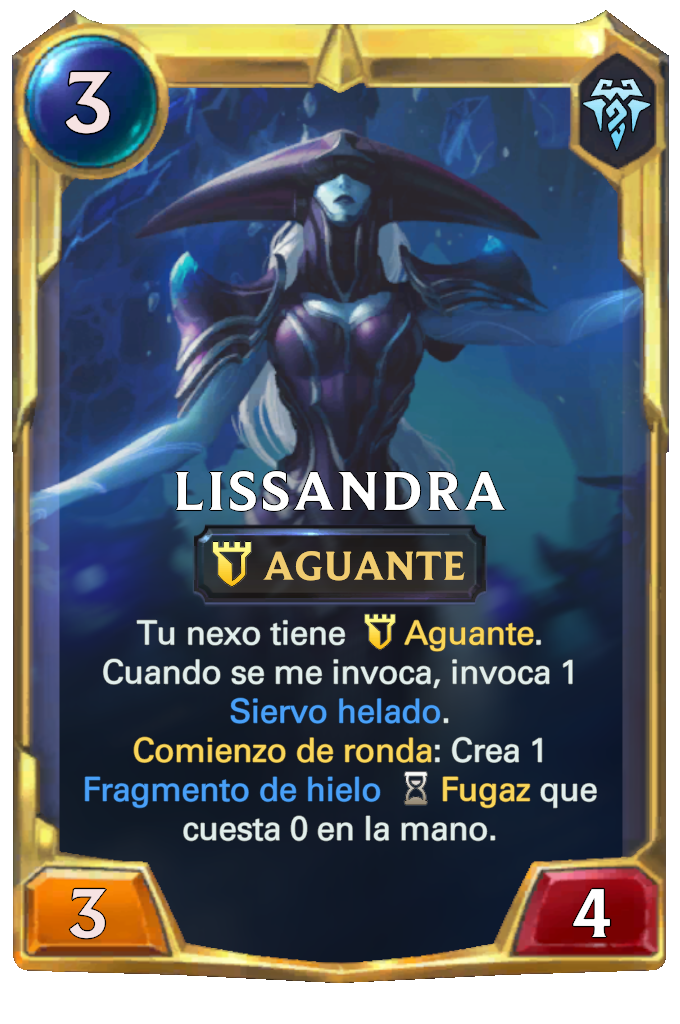 3
LISSANDRA
AGUANTE
Tu nexo tiene Aguante.
Cuando se me invoca, invoca 1
Siervo helado.
Comienzo de ronda: Crea 1
Fragmento de hielo Fugaz que
cuesta 0 en la mano.
3
4